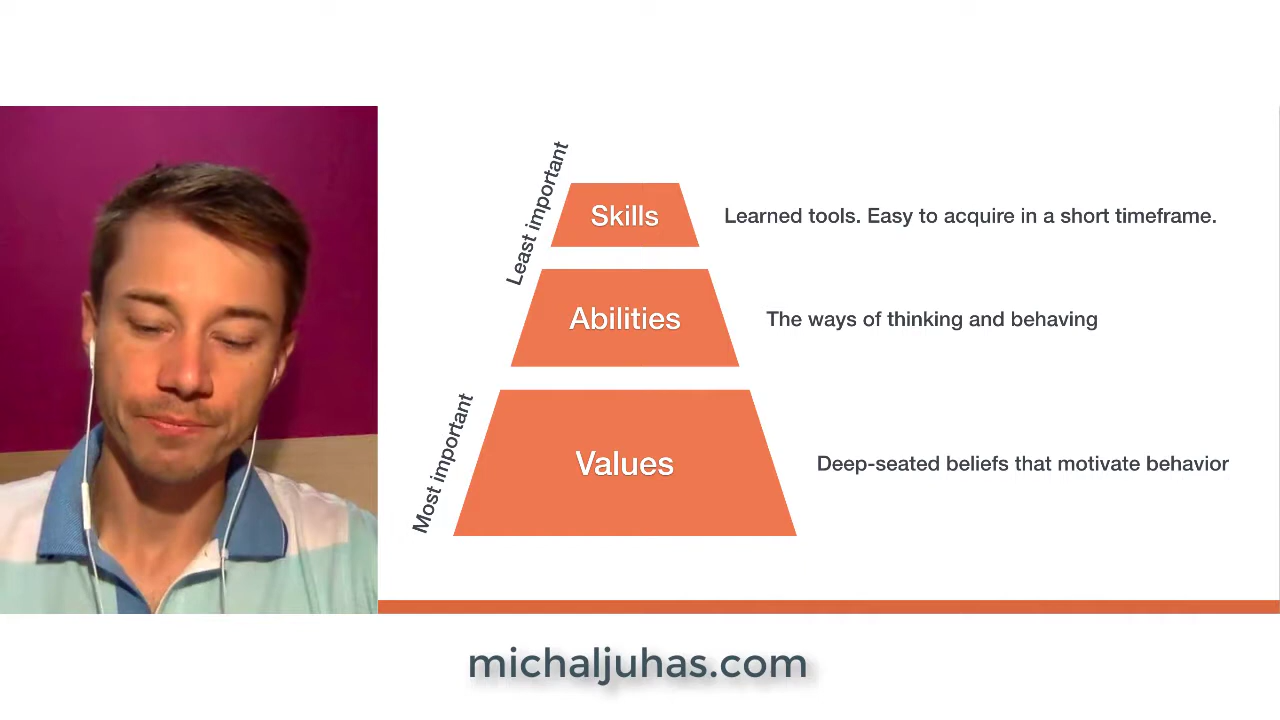 Least important
Skills
Learned tools. Easy to acquire in a short timeframe.
Abilities
The ways of thinking and behaving
Most important
Values
Deep-seated beliefs that motivate behavior
michaljuhas.com